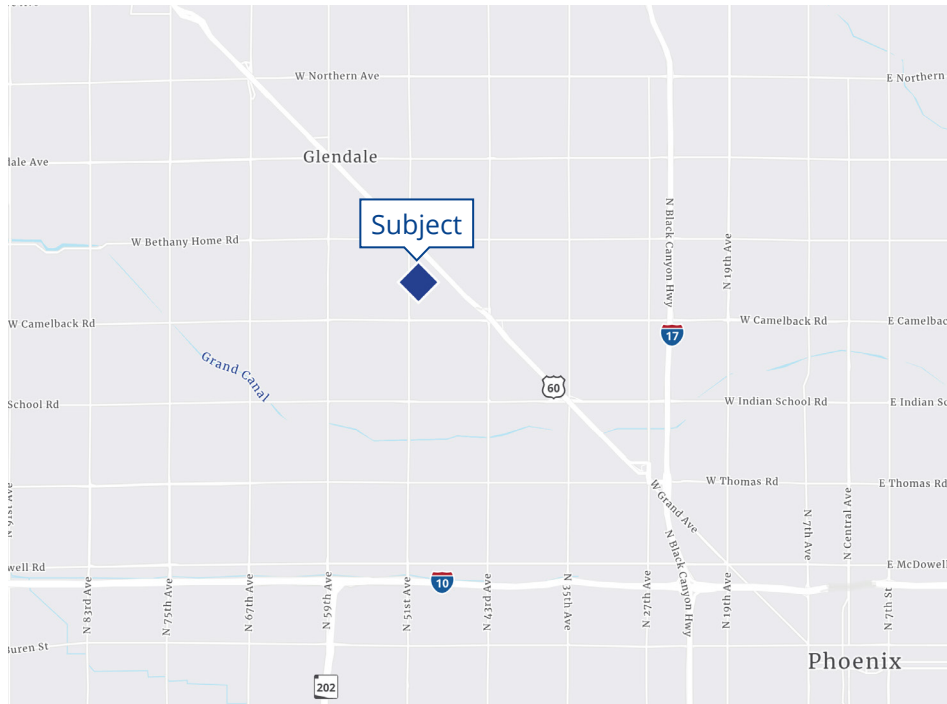 W Northern Ave
E Northern
Glendale
dale Ave
Subject
W Bethany Home Rd
N Black Canyon Hwy
N 19th Ave
W Camelback Rd
W Camelback Rd
E Camelbac
17
Grand Canal
60
School Rd
W Indian School Rd
E Indian Sc
W Thomas Rd
E Thomas Rd
W Grand Ave
N 91st Ave
N 7th Ave
N Central Ave
well Rd
10
E McDowell
N 83rd Ave
N 75th Ave
N 67th Ave
N 59th Ave
N 51st Ave
N 43rd Ave
N 35th Ave
N 27th Ave
N Black Canyon Hwy
N 19th Ave
N 7th St
Buren St
Phoenix
202